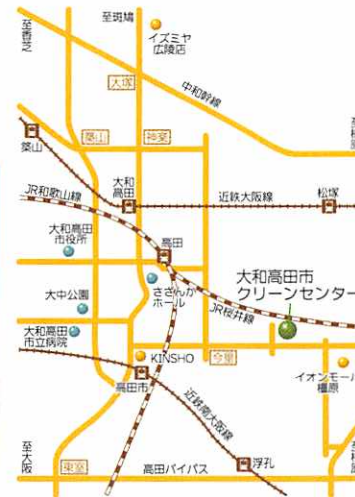 至斑鳩
至香芝
イズミヤ
広陵店
大塚
中和幹線
築山
神楽
築山
大和
高田
近鉄大阪線
松塚
JR和歌山線
大和高田
市役所
高田
大和高田市
クリーンセンター
大中公園
さざんか
ホール
JR桜井線
大和高田
市立病院
KINSHO
今里
高田市
イオンモール
橿原
近鉄南大阪線
至大阪
高田バイパス
浮孔